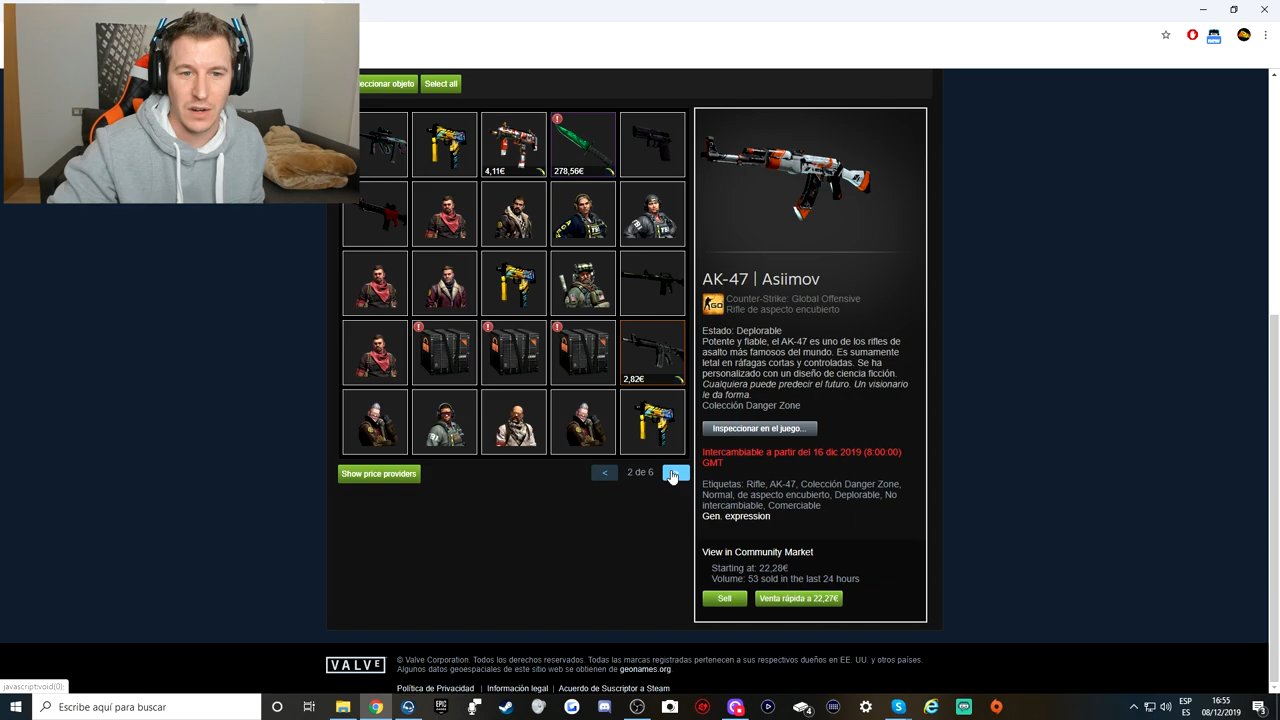 eccionar objeto
Select all
4,11€
278,56€
2,82€
Show price providers
<
2 de 6
AK-47 | Asiimov
Counter-Strike: Global Offensive
Rifle de aspecto encubierto
Estado: Deplorable
Potente y fiable, el AK-47 es uno de los rifles de
asalto más famosos del mundo. Es sumamente
letal en ráfagas cortas y controladas. Se ha
personalizado con un diseño de ciencia ficción.
Cualquiera puede predecir el futuro. Un visionario
le da forma.
Colección Danger Zone
Inspeccionar en el juego...
Intercambiable a partir del 16 dic 2019 (8:00:00)
GMT
Etiquetas: Rifle, AK-47, Colección Danger Zone,
Normal, de aspecto encubierto, Deplorable, No
intercambiable, Comerciable
Gen. expression
View in Community Market
Starting at: 22,28€
Volume: 53 sold in the last 24 hours
Sell
Venta rápida a 22,27€
VALVE
© Valve Corporation. Todos los derechos reservados. Todas las marcas registradas pertenecen a sus respectivos dueños en EE. UU. y otros países.
Algunos datos geoespaciales de este sitio web se obtienen de geonames.org.
Política de Privacidad | Información legal | Acuerdo de Suscriptor a Steam
javascript:void(0);
Escribe aquí para buscar
EPIC
ESP
ES
16:55
08/12/2019